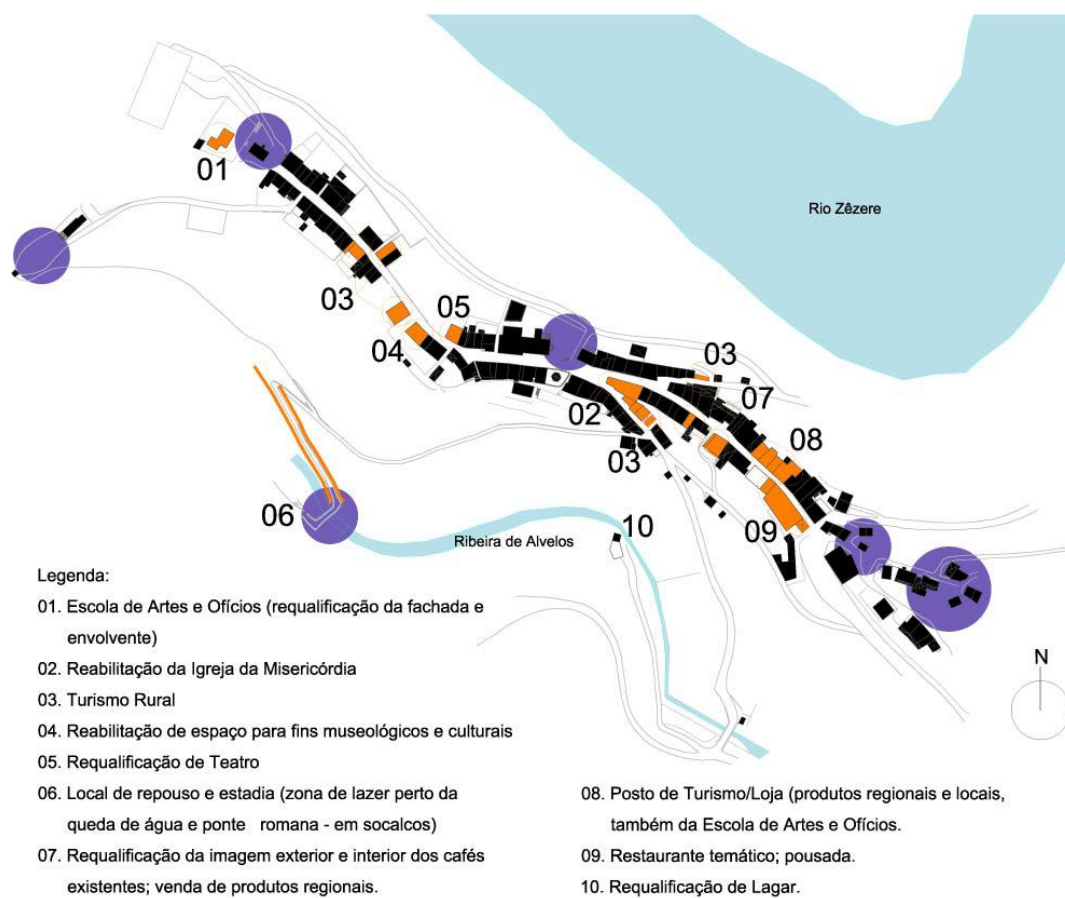 01
Rio Zêzere
03
05
04
03
07
02
08
03
06
10
09
Ribeira de Alvelos
N
Legenda:
01. Escola de Artes e Ofícios (requalificação da fachada e
envolvente)
02. Reabilitação da Igreja da Misericórdia
03. Turismo Rural
04. Reabilitação de espaço para fins museológicos e culturais
05. Requalificação de Teatro
06. Local de repouso e estadia (zona de lazer perto da
queda de água e ponte romana - em socalcos)
07. Requalificação da imagem exterior e interior dos cafés
existentes; venda de produtos regionais.
08. Posto de Turismo/Loja (produtos regionais e locais,
também da Escola de Artes e Ofícios.
09. Restaurante temático; pousada.
10. Requalificação de Lagar.